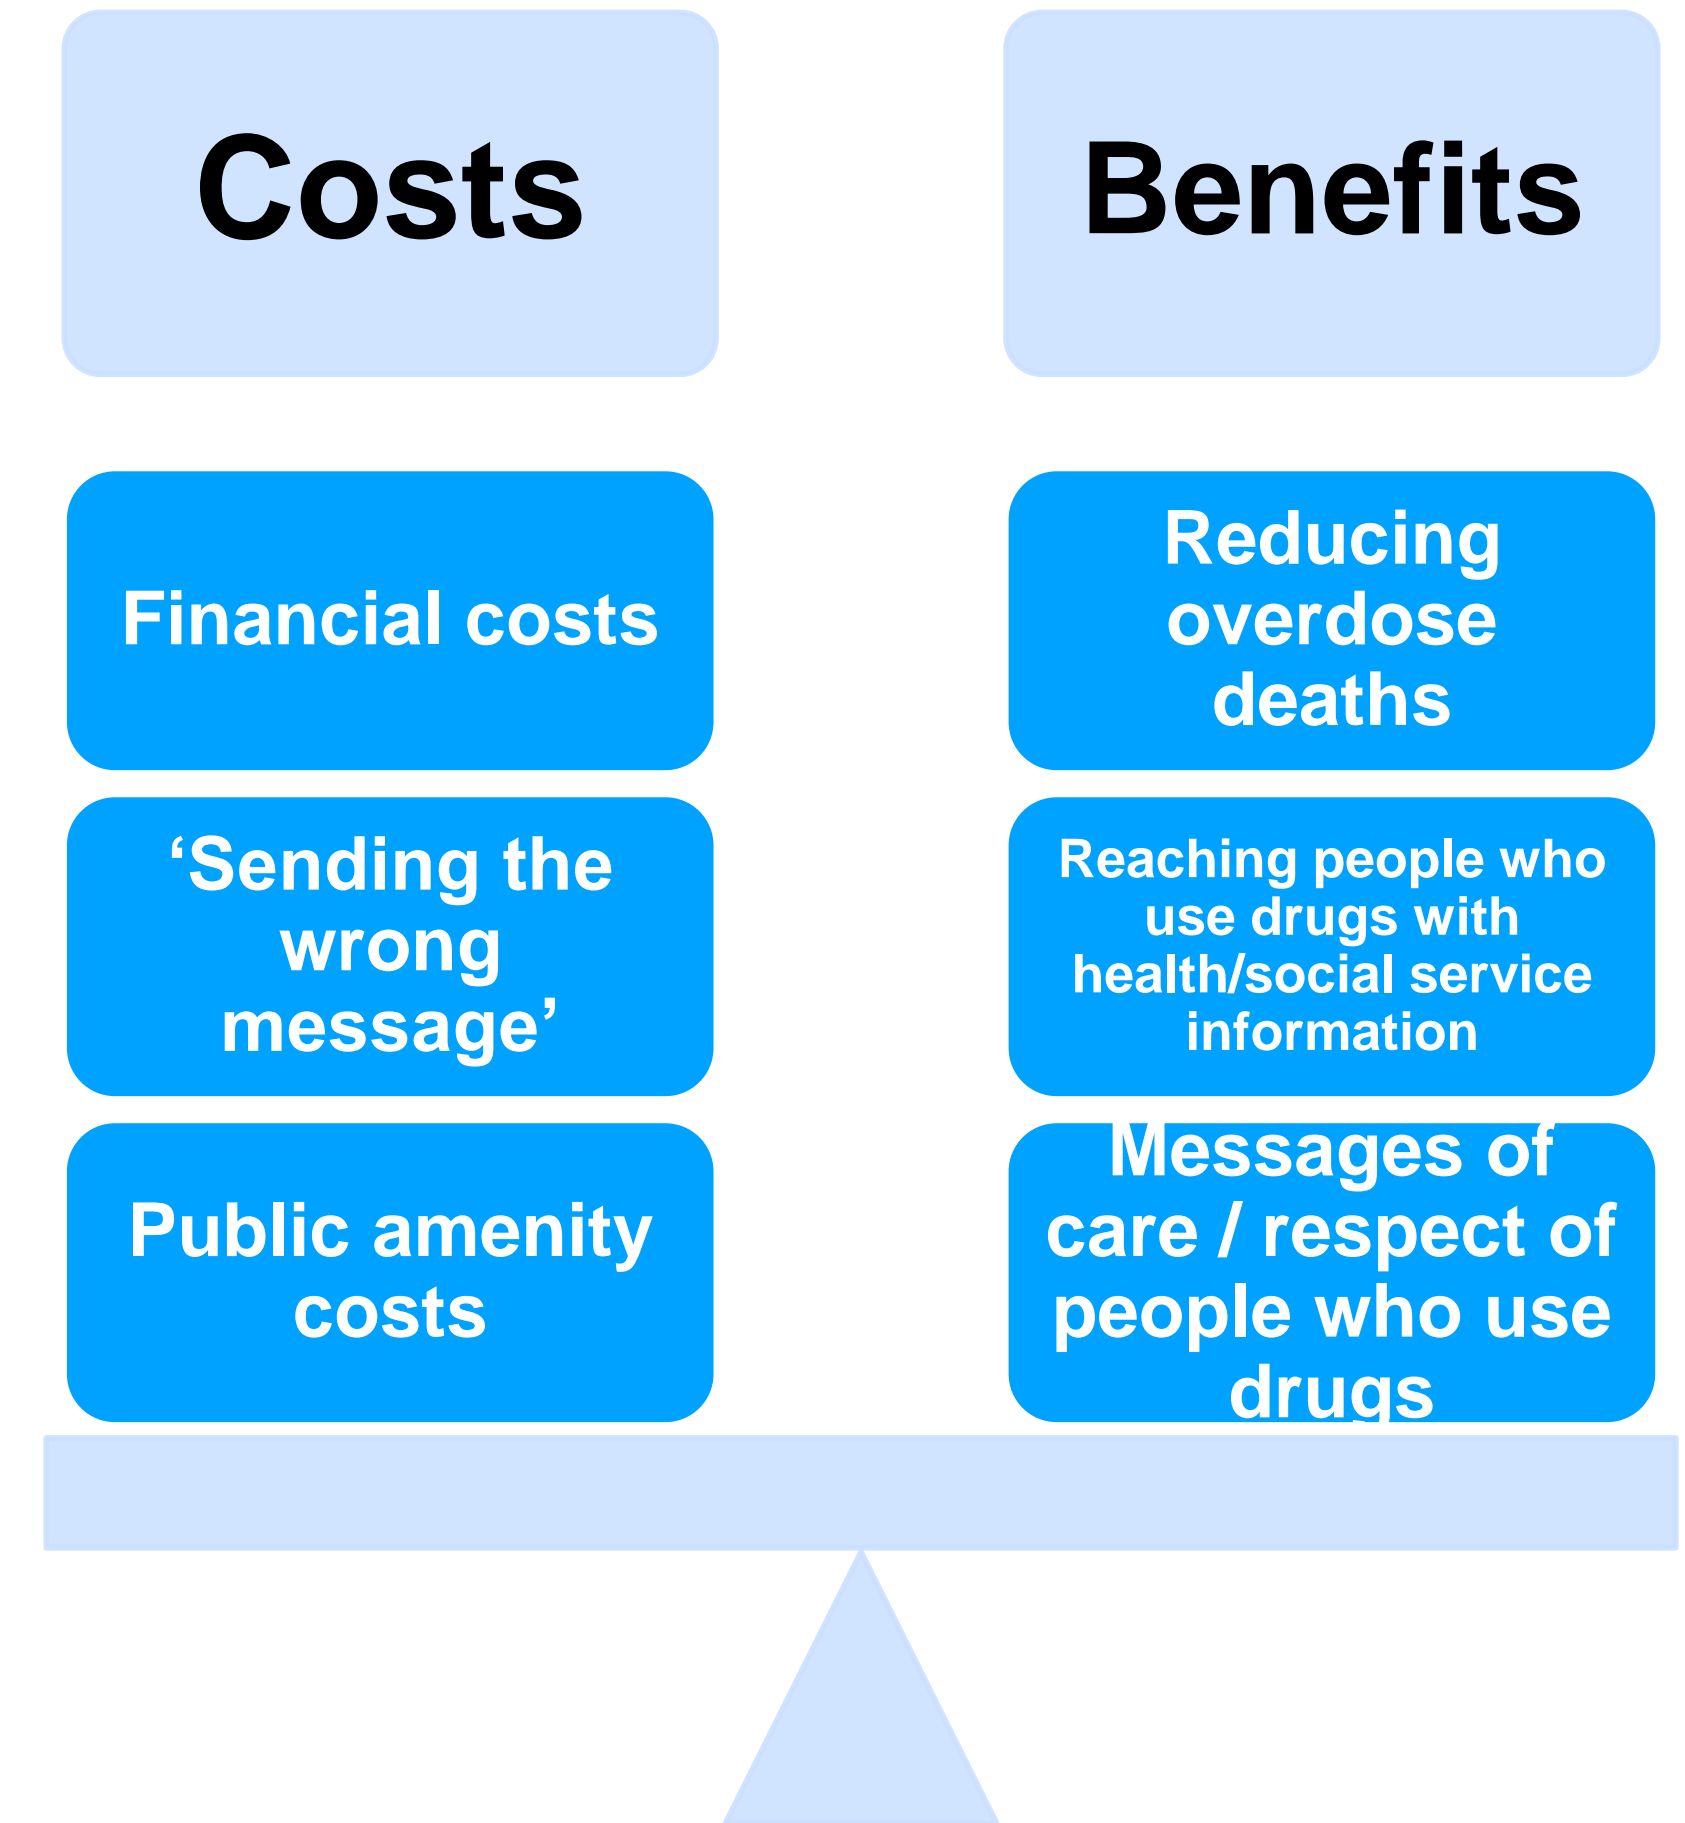 Costs
Benefits
Financial costs
‘Sending the
wrong
message’
Public amenity
costs
Reducing
overdose
deaths
Reaching people who
use drugs with
health/social service
information
Messages of
care / respect of
people who use
drugs